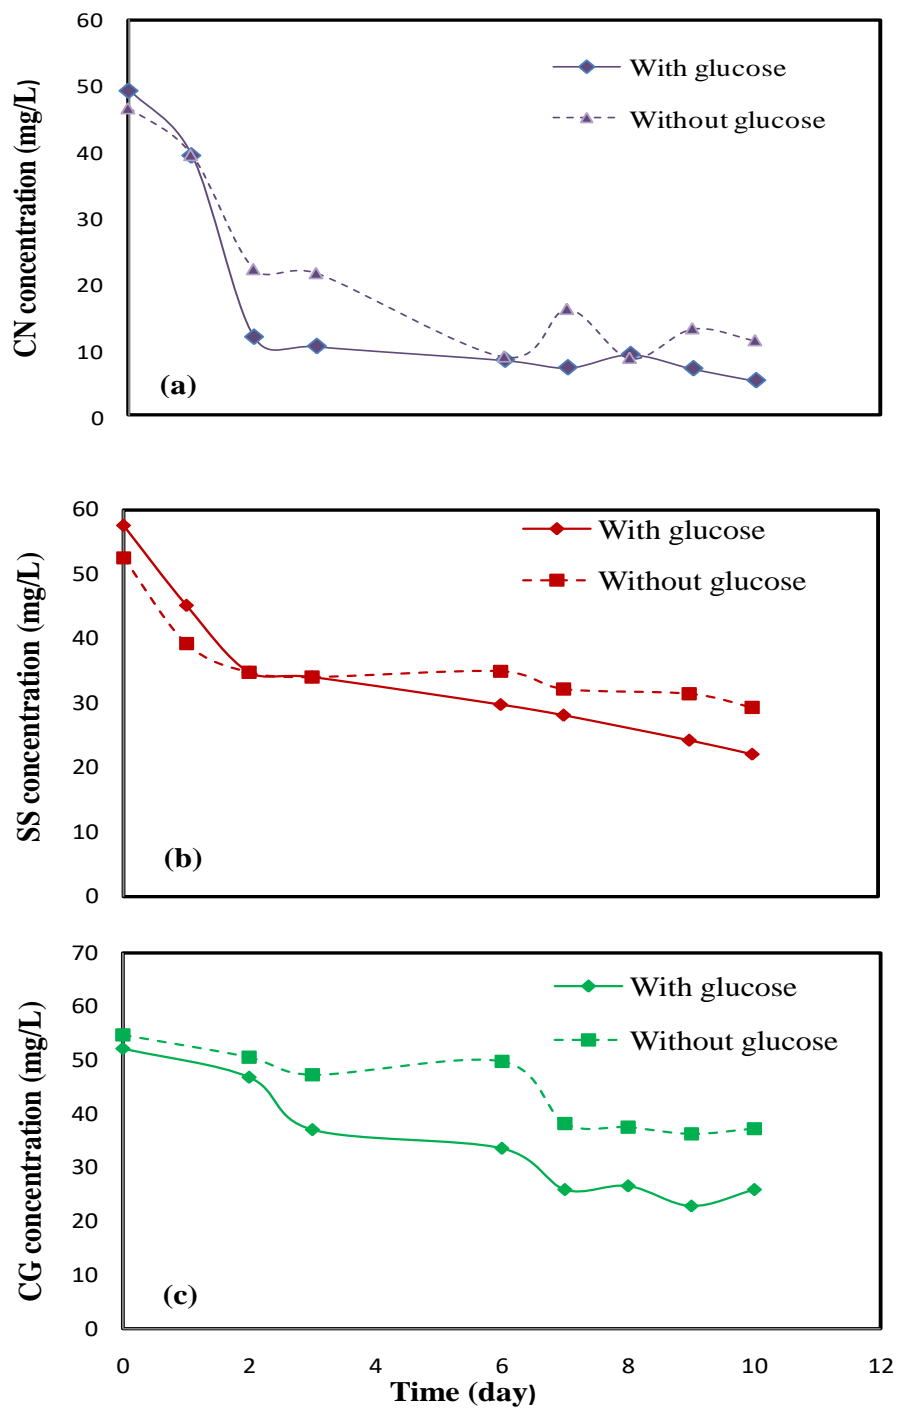 60
50
40
30
20
10
0
CN concentration (mg/L)
With glucose
Without glucose
(a)
60
50
40
30
20
10
0
SS concentration (mg/L)
With glucose
Without glucose
(b)
70
60
50
40
30
20
10
0
CG concentration (mg/L)
With glucose
Without glucose
(c)
0 2 4 6 8 10 12
Time (day)